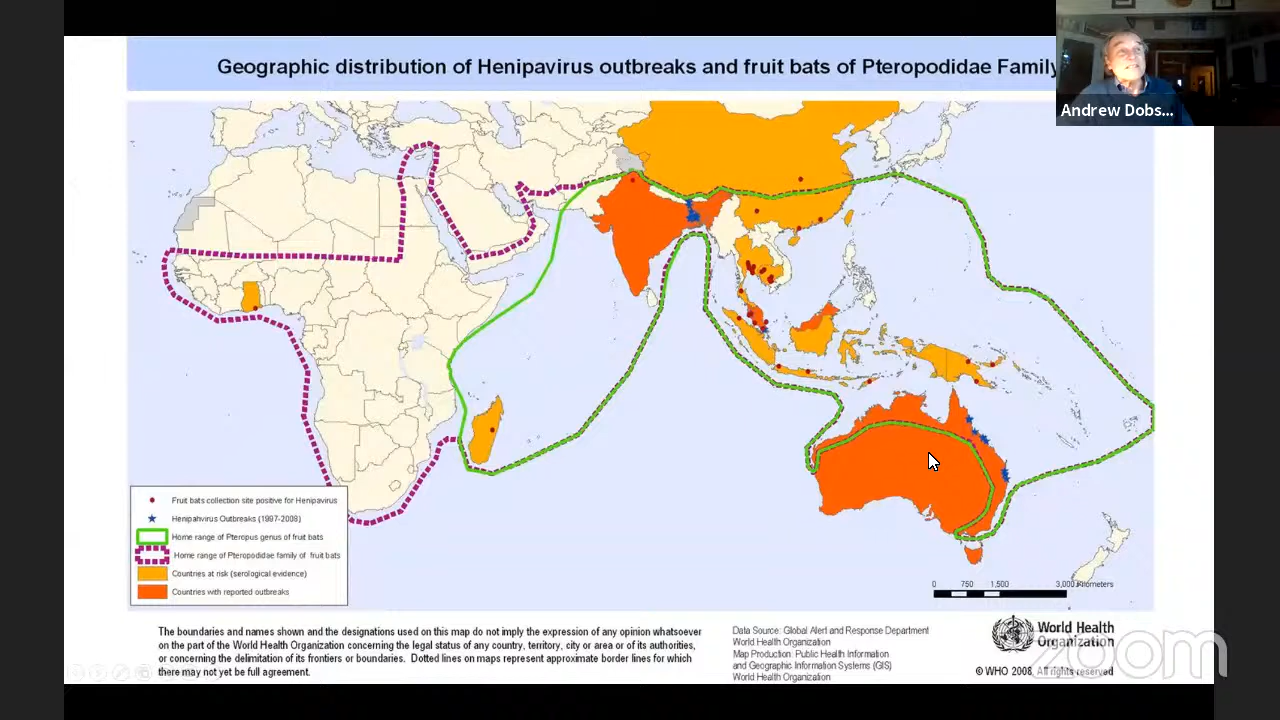 Geographic distribution of Henipavirus outbreaks and fruit bats of Pteropodidae Family
Andrew Dobs...
Fruit bats collection site positive for Henipavirus
Henipahvirus Outbreaks (1997-2008)
Home range of Pteropus genus of fruit bats
Home range of Pteropodidae family of fruit bats
Countries at risk (serological evidence)
Countries with reported outbreaks
0 750 1,500 3,000 Kilometers
The boundaries and names shown and the designations used on this map do not imply the expression of any opinion whatsoever
on the part of the World Health Organization concerning the legal status of any country, territory, city or area or of its authorities,
or concerning the delimitation of its frontiers or boundaries. Dotted lines on maps represent approximate border lines for which
there may not yet be full agreement.
Data Source: Global Alert and Response Department
World Health Organization
Map Production: Public Health Information
and Geographic Information Systems (GIS)
World Health Organization
World Health
Organization
© WHO 2008. All rights reserved
zoom